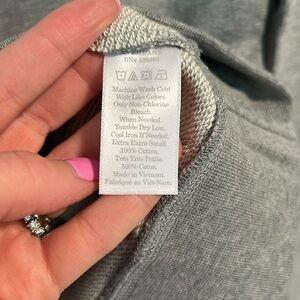 Machine Wash Cold
With Like Colors.
Only Non-Chlorine
Bleach
When Needed.
Tumble Dry Low.
Cool Iron If Needed.
Extra Extra Small.
100% Cotton.
Très Très Petite.
100% Coton.
Made in Vietnam.
Fabriqué au Viêt-Nam.